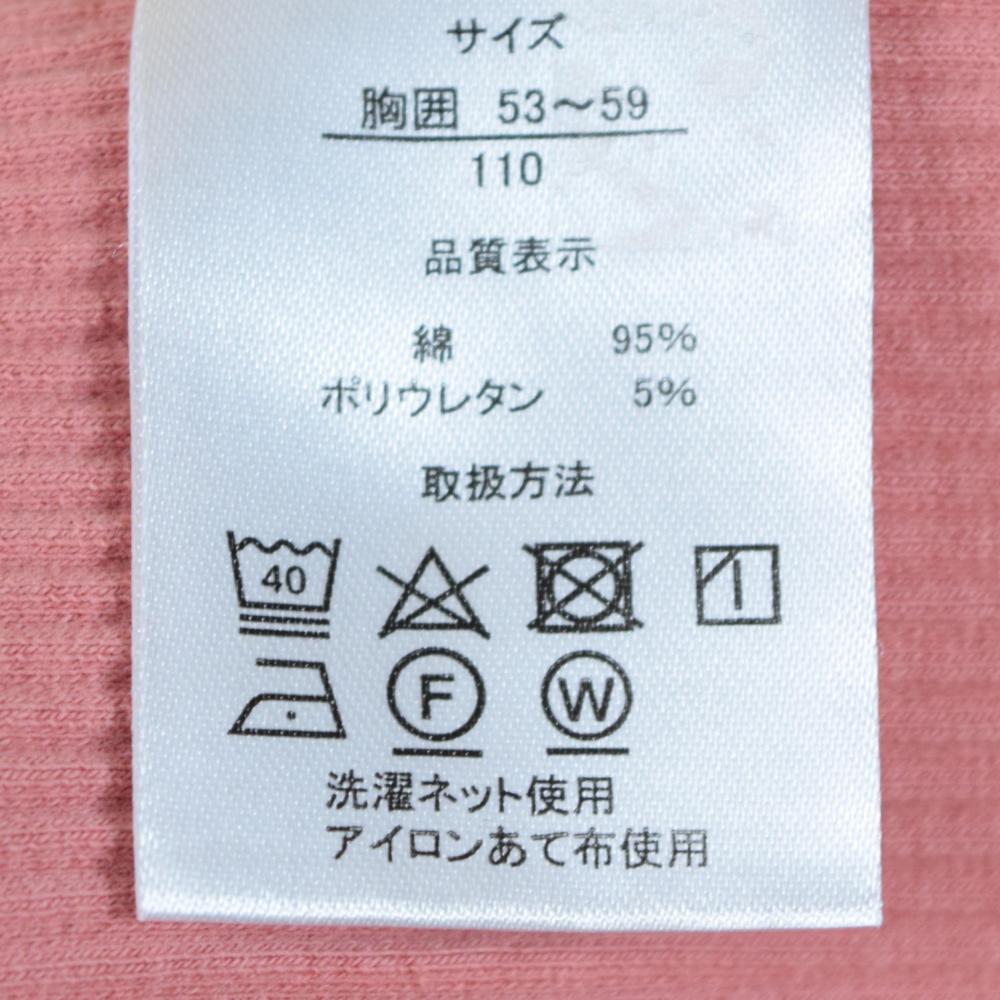 サイズ
胸囲 53～59
110
品質表示
綿 95%
ポリウレタン 5%
取扱方法
40
F W
洗濯ネット使用
アイロンあて布使用